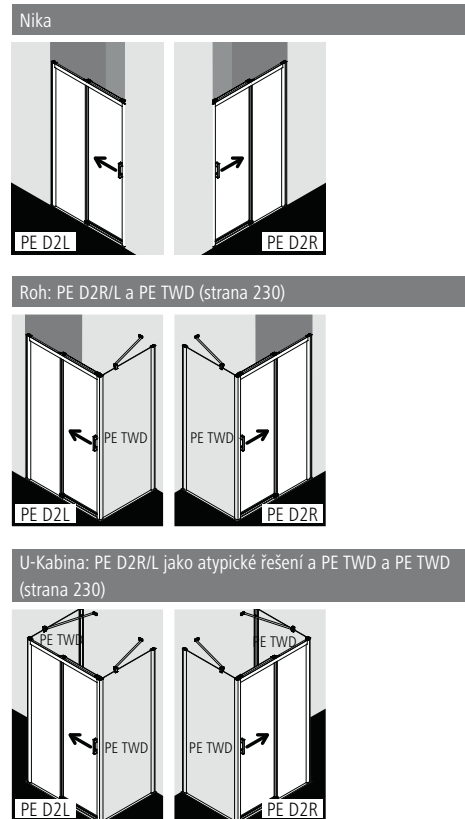 Nika
PE D2L
PE D2R
Roh: PE D2R/L a PE TWD (strana 230)
PE TWD
PE TWD
PE D2L
PE D2R
U-Kabina: PE D2R/L jako atypické řešení a PE TWD a PE TWD
(strana 230)
PE TWD
PE TWD
PE TWD
PE TWD
PE D2L
PE D2R